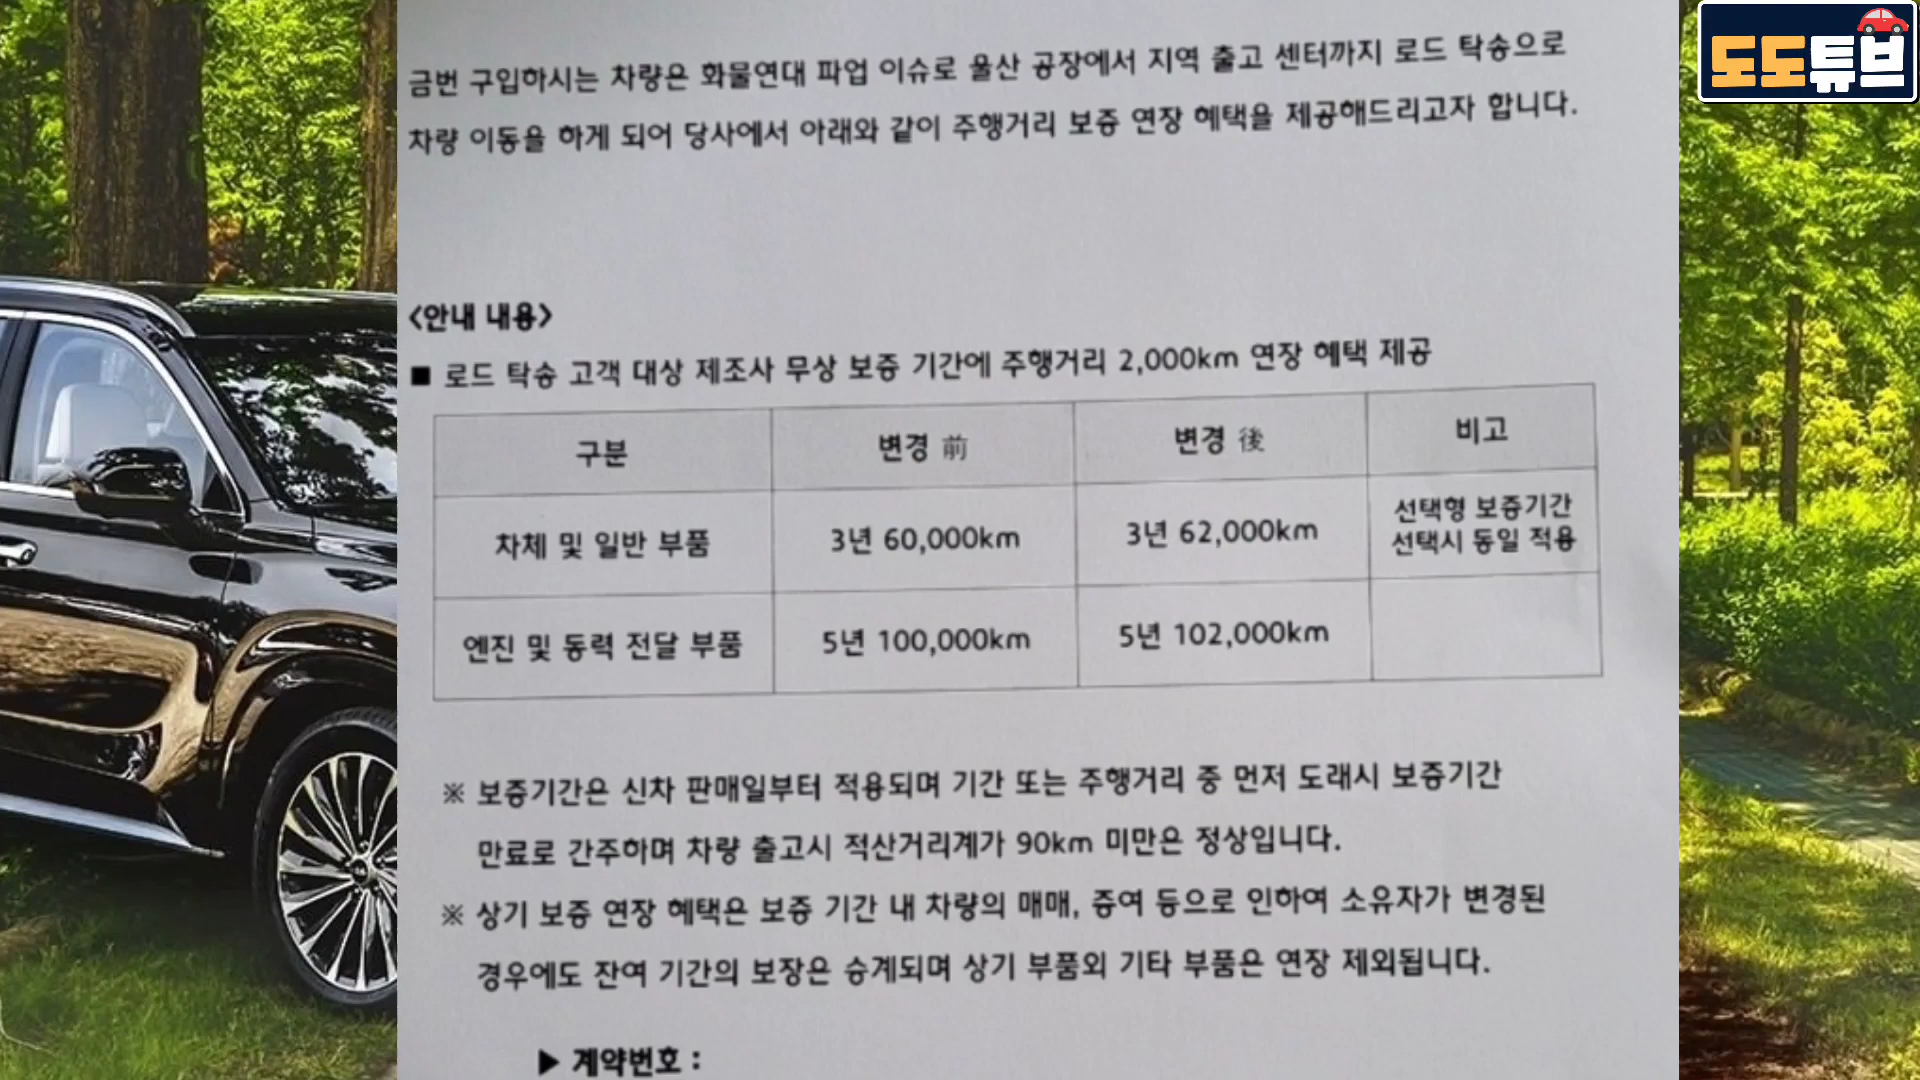 도도튜브
금번 구입하시는 차량은 화물연대 파업 이슈로 울산 공장에서 지역 출고 센터까지 로드 탁송으로
차량 이동을 하게 되어 당사에서 아래와 같이 주행거리 보증 연장 혜택을 제공해드리고자 합니다.
<안내 내용>
■ 로드 탁송 고객 대상 제조사 무상 보증 기간에 주행거리 2,000km 연장 혜택 제공
구분 변경 前 변경 後 비고
차체 및 일반 부품 3년 60,000km 3년 62,000km 선택형 보증기간
선택시 동일 적용
엔진 및 동력 전달 부품 5년 100,000km 5년 102,000km
※ 보증기간은 신차 판매일부터 적용되며 기간 또는 주행거리 중 먼저 도래시 보증기간
만료로 간주하며 차량 출고시 적산거리계가 90km 미만은 정상입니다.
※ 상기 보증 연장 혜택은 보증 기간 내 차량의 매매, 증여 등으로 인하여 소유자가 변경된
경우에도 잔여 기간의 보장은 승계되며 상기 부품외 기타 부품은 연장 제외됩니다.
▶ 계약번호 :